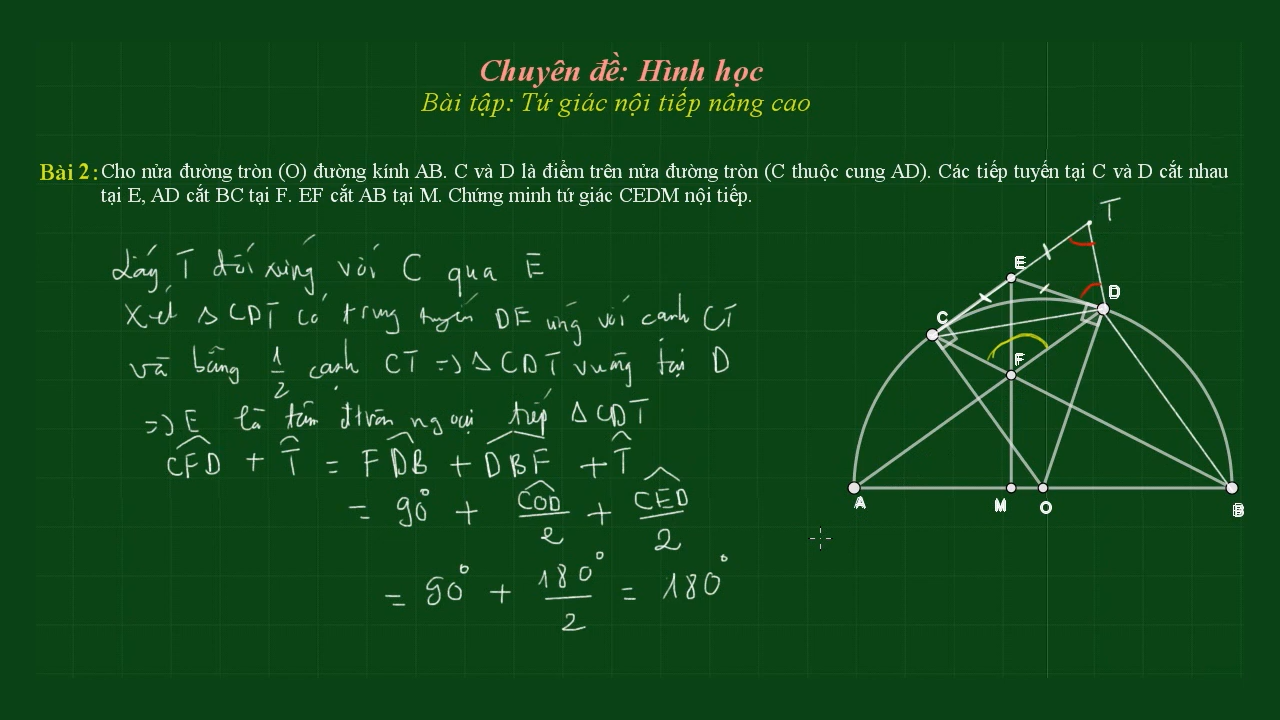 Chuyên đề: Hình học
Bài tập: Tứ giác nội tiếp nâng cao
Bài 2: Cho nửa đường tròn (O) đường kính AB. C và D là điểm trên nửa đường tròn (C thuộc cung AD). Các tiếp tuyến tại C và D cắt nhau
tại E, AD cắt BC tại F. EF cắt AB tại M. Chứng minh tứ giác CEDM nội tiếp.
Lấy T đối xứng với C qua E
Xét Δ CDT có trung tuyến DE ứng với cạnh CT
và bằng 1/2 cạnh CT => Δ CDT vuông tại D
=> E là tâm đtròn ngoại tiếp Δ CDT
CFD + T = FDB + DBF + T
= 90° + COD/2 + CED/2
= 90° + 180°/2 = 180°
T
E
D
C
F
A
M
O
B